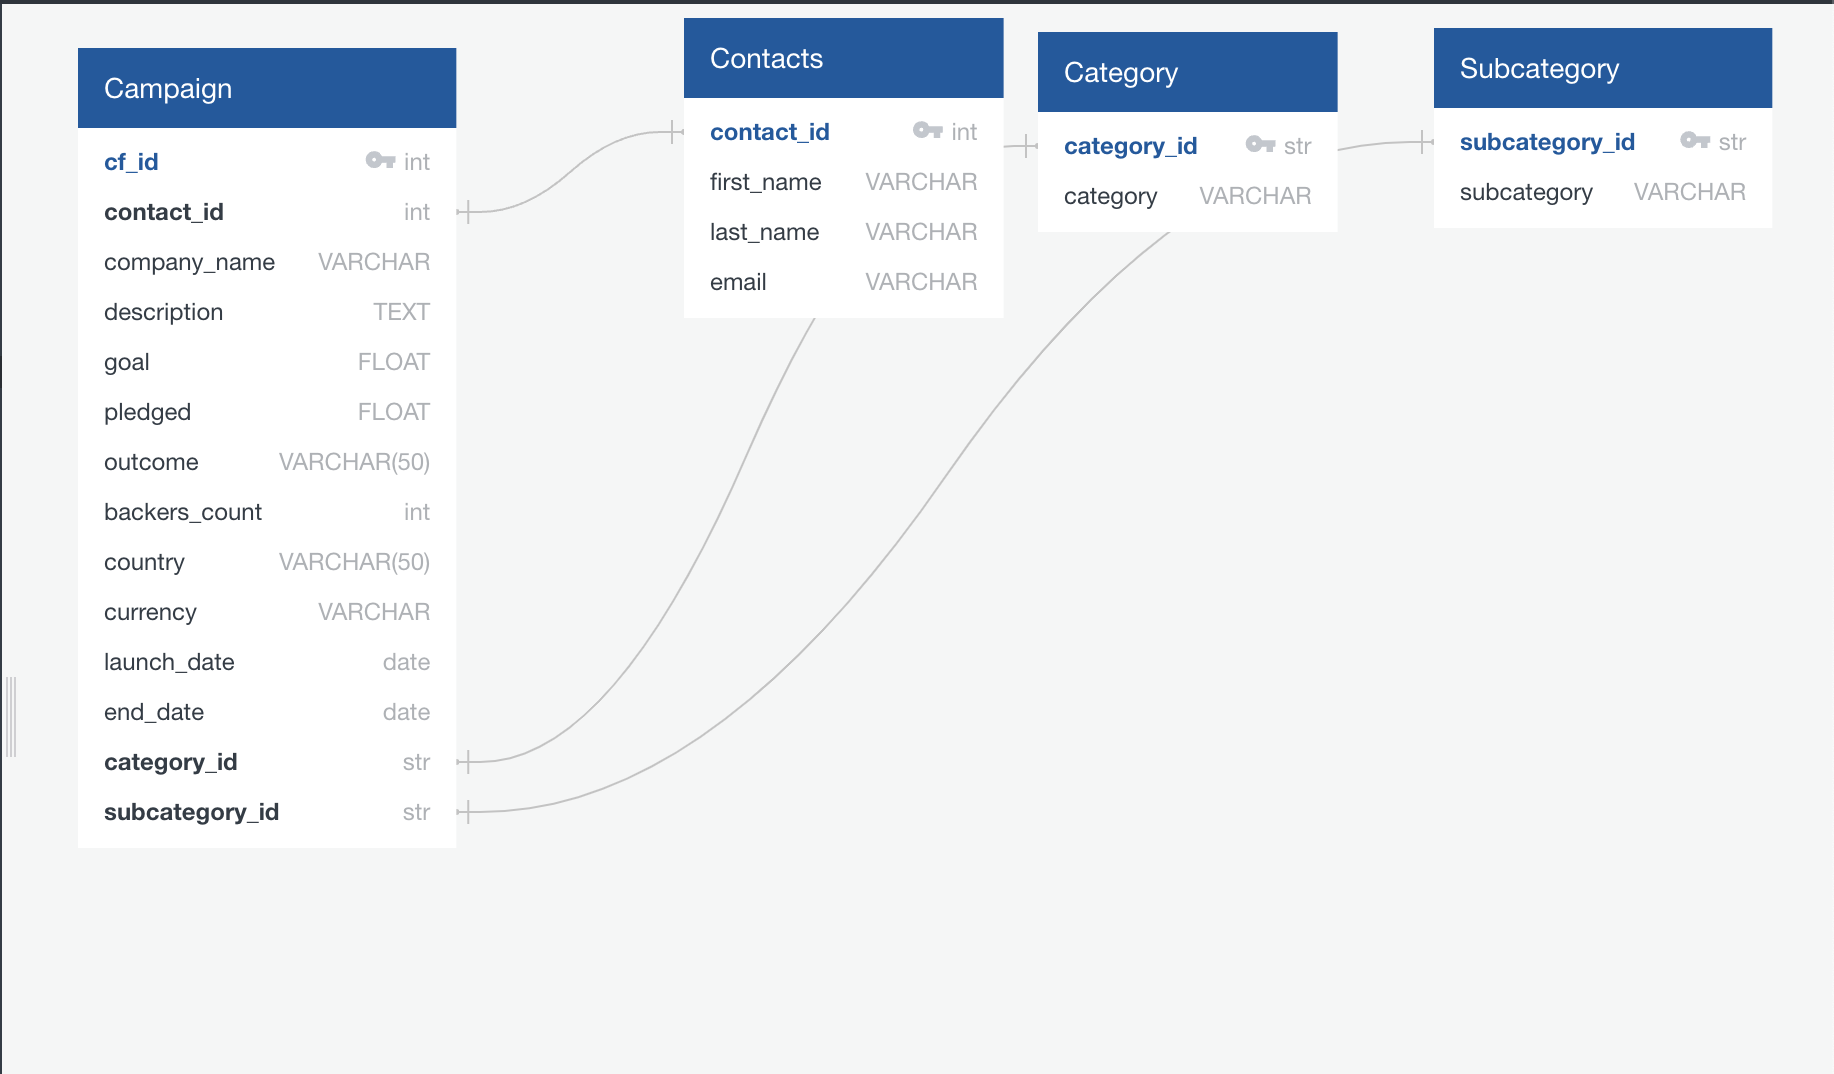 Campaign
cf_id int
contact_id int
company_name VARCHAR
description TEXT
goal FLOAT
pledged FLOAT
outcome VARCHAR(50)
backers_count int
country VARCHAR(50)
currency VARCHAR
launch_date date
end_date date
category_id str
subcategory_id str
Contacts
contact_id int
first_name VARCHAR
last_name VARCHAR
email VARCHAR
Category
category_id str
category VARCHAR
Subcategory
subcategory_id str
subcategory VARCHAR